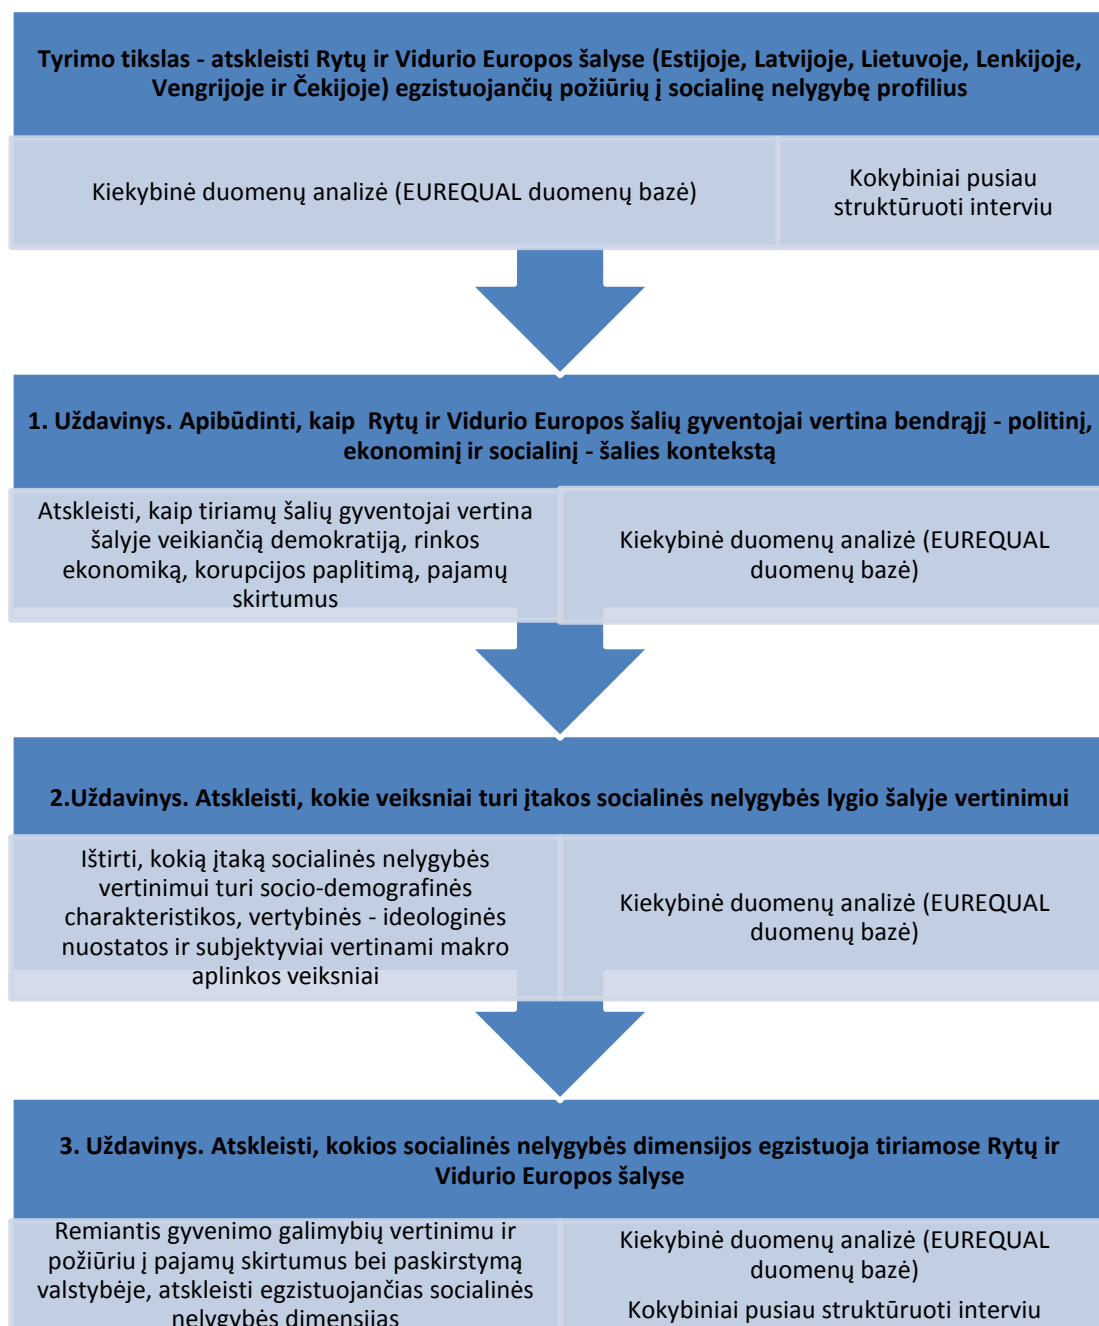 Tyrimo tikslas - atskleisti Rytų ir Vidurio Europos šalyse (Estijoje, Latvijoje, Lietuvoje, Lenkijoje,
Vengrijoje ir Čekijoje) egzistuojančių požiūrių į socialinę nelygybę profilius
Kiekybinė duomenų analizė (EUREQUAL duomenų bazė)
Kokybiniai pusiau
struktūruoti interviu
1. Uždavinys. Apibūdinti, kaip  Rytų ir Vidurio Europos šalių gyventojai vertina bendrąjį - politinį,
ekonominį ir socialinį - šalies kontekstą
Atskleisti, kaip tiriamų šalių gyventojai vertina
šalyje veikiančią demokratiją, rinkos
ekonomiką, korupcijos paplitimą, pajamų
skirtumus
Kiekybinė duomenų analizė (EUREQUAL
duomenų bazė)
2.Uždavinys. Atskleisti, kokie veiksniai turi įtakos socialinės nelygybės lygio šalyje vertinimui
Ištirti, kokią įtaką socialinės nelygybės
vertinimui turi socio-demografinės
charakteristikos, vertybinės - ideologinės
nuostatos ir subjektyviai vertinami makro
aplinkos veiksniai
Kiekybinė duomenų analizė (EUREQUAL
duomenų bazė)
3. Uždavinys. Atskleisti, kokios socialinės nelygybės dimensijos egzistuoja tiriamose Rytų ir
Vidurio Europos šalyse
Remiantis gyvenimo galimybių vertinimu ir
požiūriu į pajamų skirtumus bei paskirstymą
valstybėje, atskleisti egzistuojančias socialinės
nelygybės dimensijas
Kiekybinė duomenų analizė (EUREQUAL
duomenų bazė)
Kokybiniai pusiau struktūruoti interviu